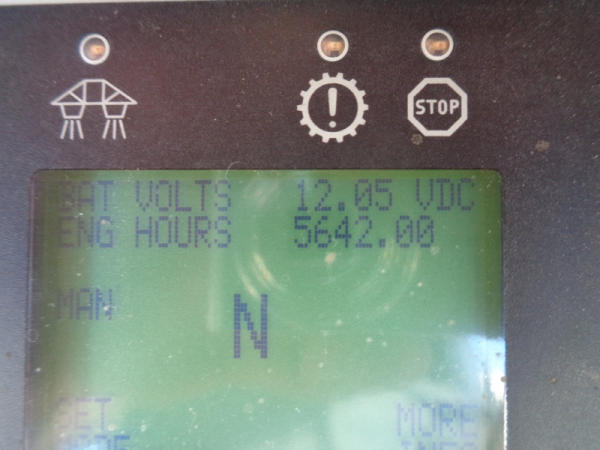 STOP
BAT VOLTS 12.05 VDC
ENG HOURS 5642.00
MAN N
SET MORE